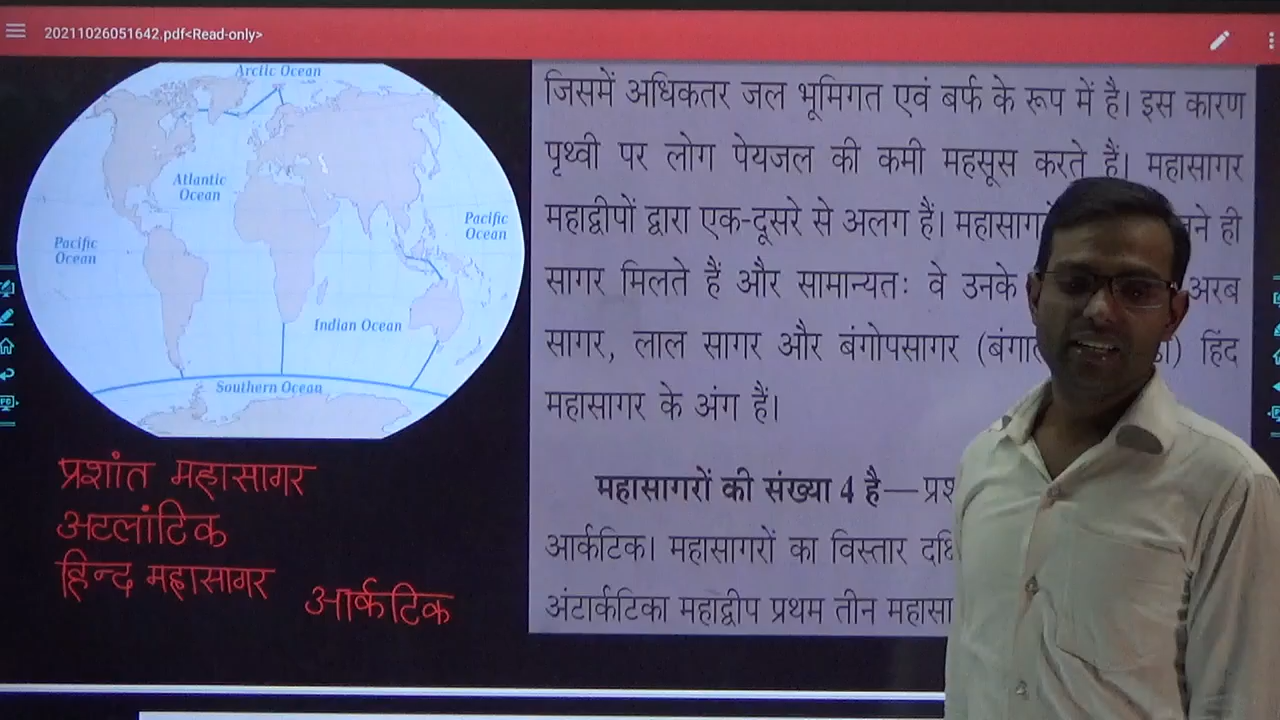 20211026051642.pdf<Read-only>
Arctic Ocean
Atlantic
Ocean
Pacific
Ocean
Pacific
Ocean
Indian Ocean
Southern Ocean
प्रशांत महासागर
अटलांटिक
हिन्द महासागर
आर्कटिक
जिसमें अधिकतर जल भूमिगत एवं बर्फ के रूप में है। इस कारण
पृथ्वी पर लोग पेयजल की कमी महसूस करते हैं। महासागर
महाद्वीपों द्वारा एक-दूसरे से अलग हैं। ने ही
सागर मिलते हैं और सामान्यतः वे उनके अरब
सागर, लाल सागर और बंगोपसागर हिंद
महासागर के अंग हैं।
महासागरों की संख्या 4 है—
आर्कटिक। महासागरों का विस्तार
अंटार्कटिका महाद्वीप प्रथम तीन